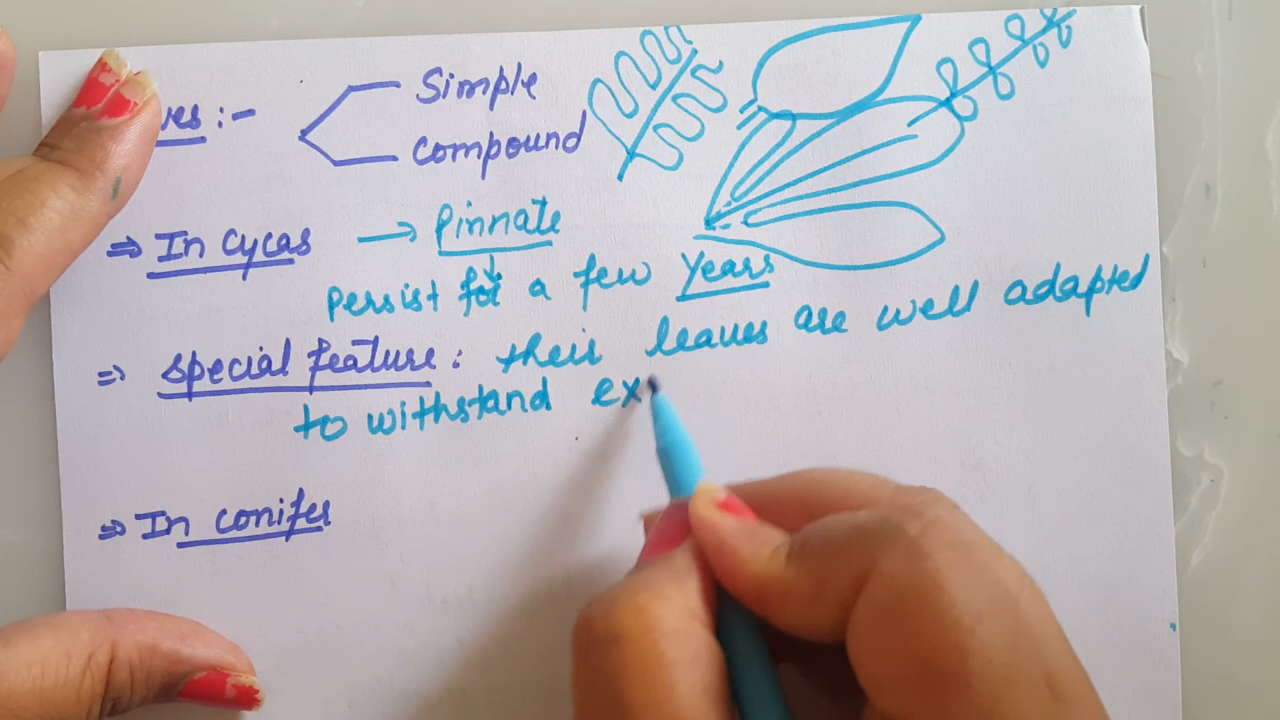 ves :-
Simple
Compound
⇒ In Cycas → Pinnate
Persist for a few Years
⇒ Special feature : their leaves are well adapted
to withstand ex
⇒ In conifer